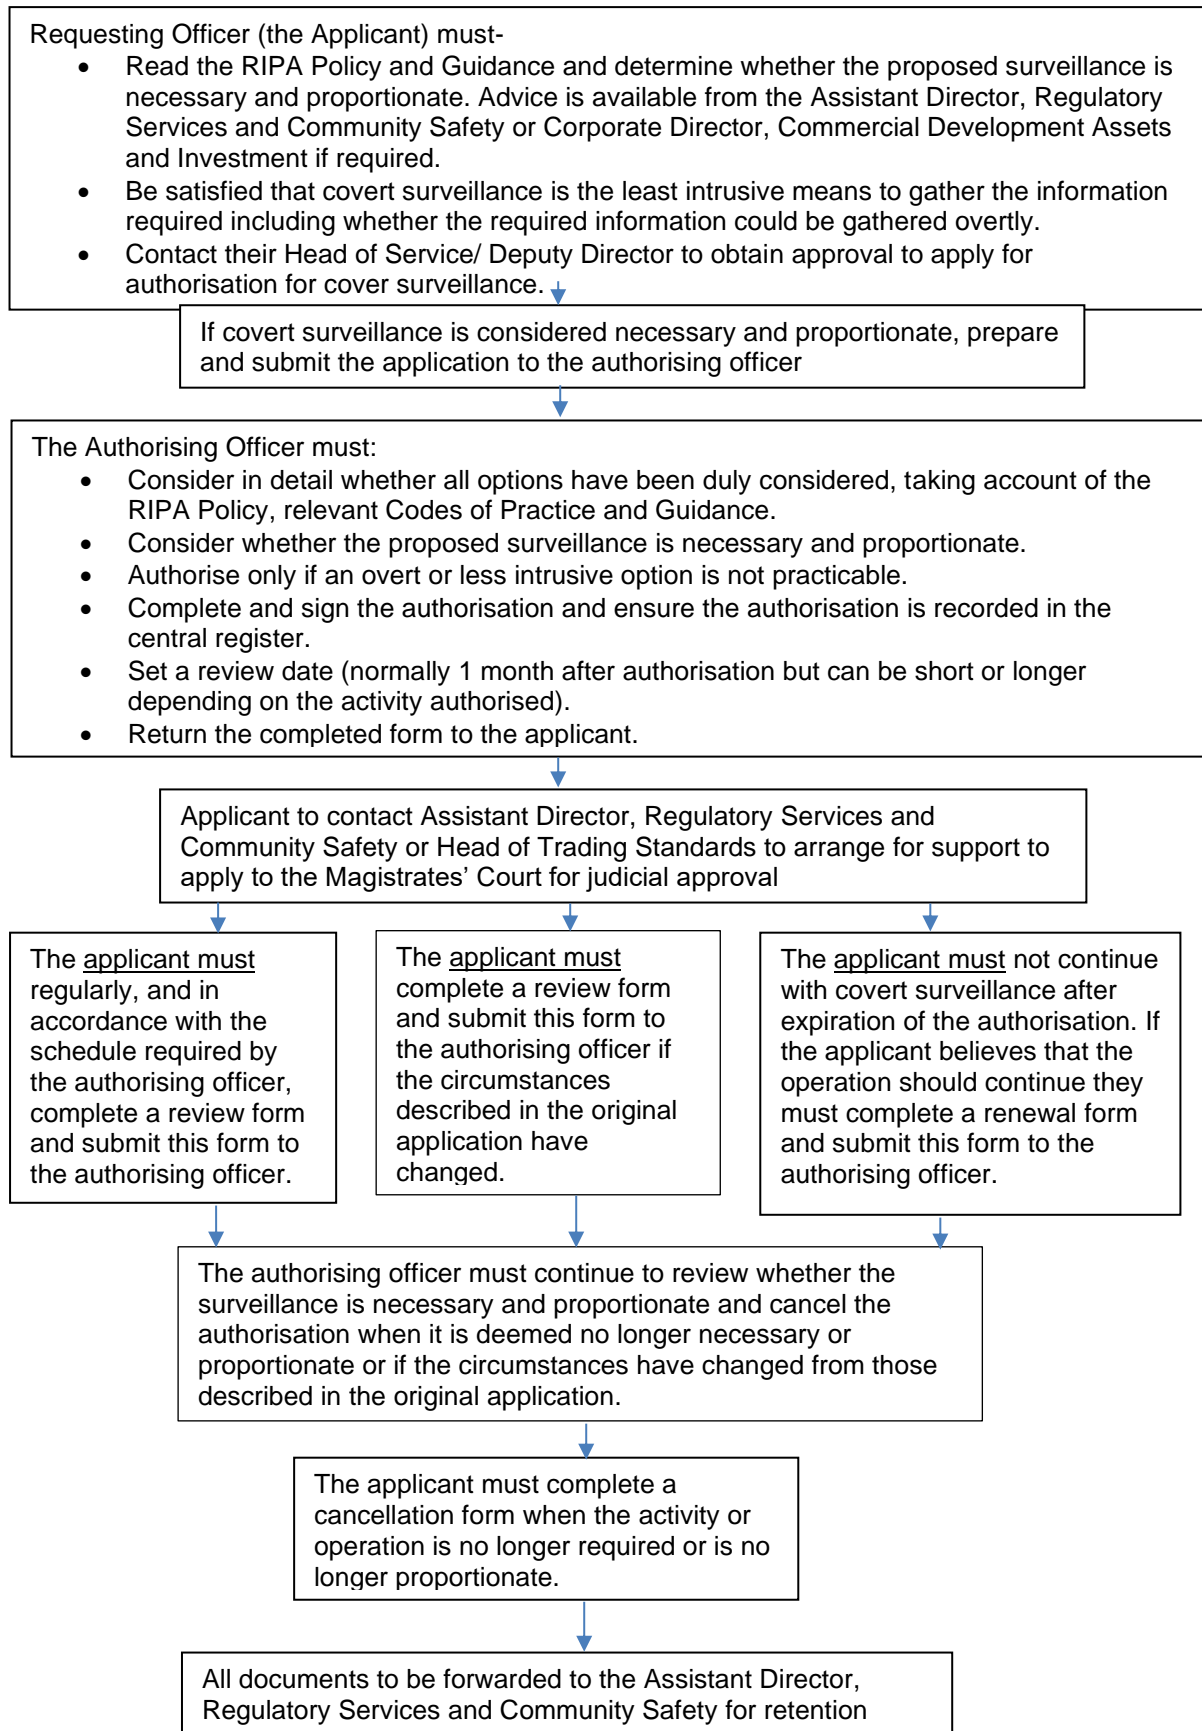 Requesting Officer (the Applicant) must-
• Read the RIPA Policy and Guidance and determine whether the proposed surveillance is
necessary and proportionate. Advice is available from the Assistant Director, Regulatory
Services and Community Safety or Corporate Director, Commercial Development Assets
and Investment if required.
• Be satisfied that covert surveillance is the least intrusive means to gather the information
required including whether the required information could be gathered overtly.
• Contact their Head of Service/ Deputy Director to obtain approval to apply for
authorisation for cover surveillance.
If covert surveillance is considered necessary and proportionate, prepare
and submit the application to the authorising officer
The Authorising Officer must:
• Consider in detail whether all options have been duly considered, taking account of the
RIPA Policy, relevant Codes of Practice and Guidance.
• Consider whether the proposed surveillance is necessary and proportionate.
• Authorise only if an overt or less intrusive option is not practicable.
• Complete and sign the authorisation and ensure the authorisation is recorded in the
central register.
• Set a review date (normally 1 month after authorisation but can be short or longer
depending on the activity authorised).
• Return the completed form to the applicant.
Applicant to contact Assistant Director, Regulatory Services and
Community Safety or Head of Trading Standards to arrange for support to
apply to the Magistrates’ Court for judicial approval
The applicant must
regularly, and in
accordance with the
schedule required by
the authorising officer,
complete a review form
and submit this form to
the authorising officer.
The applicant must
complete a review form
and submit this form to
the authorising officer if
the circumstances
described in the original
application have
changed.
The applicant must not continue
with covert surveillance after
expiration of the authorisation. If
the applicant believes that the
operation should continue they
must complete a renewal form
and submit this form to the
authorising officer.
The authorising officer must continue to review whether the
surveillance is necessary and proportionate and cancel the
authorisation when it is deemed no longer necessary or
proportionate or if the circumstances have changed from those
described in the original application.
The applicant must complete a
cancellation form when the activity or
operation is no longer required or is no
longer proportionate.
All documents to be forwarded to the Assistant Director,
Regulatory Services and Community Safety for retention